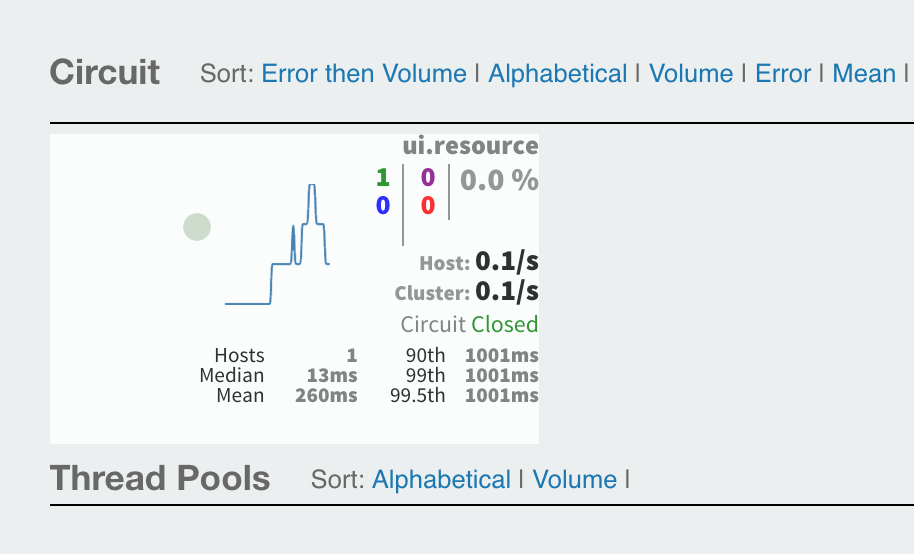 Circuit Sort: Error then Volume | Alphabetical | Volume | Error | Mean |
ui.resource
1 0 0.0 %
0 0
Host: 0.1/s
Cluster: 0.1/s
Circuit Closed
Hosts 1 90th 1001ms
Median 13ms 99th 1001ms
Mean 260ms 99.5th 1001ms
Thread Pools Sort: Alphabetical | Volume |